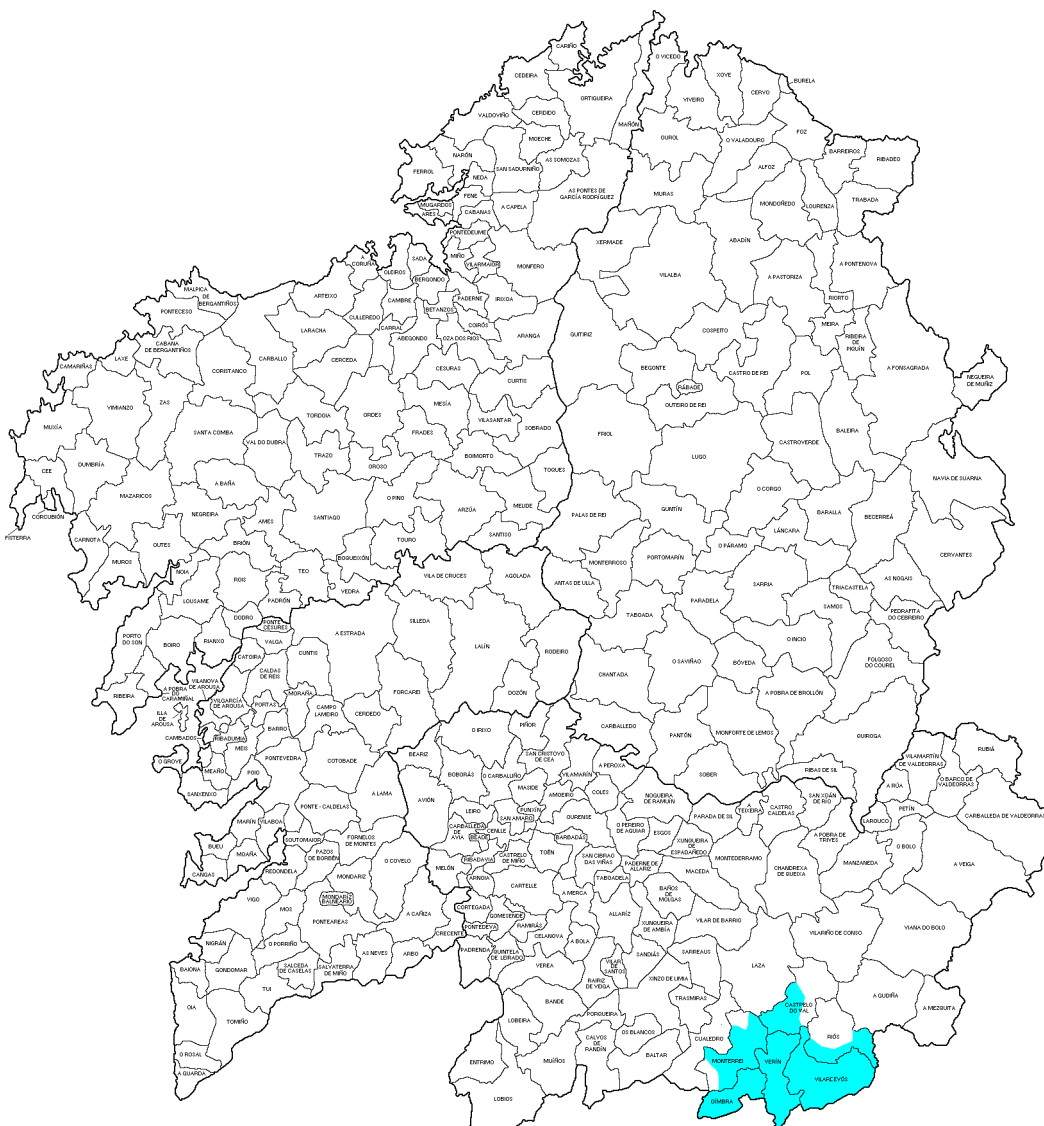 CARIÑO
O VICEDO
CEDEIRA
XOVE
BURELA
CERVO
ORTIGUEIRA
VIVEIRO
VALDOVIÑO
CERDIDO
MAÑÓN
FOZ
MOECHE
OUROL
O VALADOURO
BARREIROS
RIBADEO
NARÓN
AS SOMOZAS
ALFOZ
FERROL
SAN SADURNIÑO
NEDA
FENE
AS PONTES DE
GARCÍA RODRÍGUEZ
MURAS
TRABADA
MUGARDOS
ARES
CABANAS
A CAPELA
MONDOÑEDO
LOURENZA
PONTEDEUME
XERMADE
ABADÍN
MIÑO
VILARMAIOR
MONFERO
A
CORUÑA
SADA
OLEIROS
BERGONDO
VILALBA
A PASTORIZA
A PONTENOVA
MALPICA
DE
BERGANTIÑOS
PONTECESO
ARTEIXO
CAMBRE
PADERNE
IRIXOA
RIORTO
BETANZOS
CULLEREDO
LARACHA
CARRAL
COIRÓS
ABEGONDO
OZA DOS RIOS
ARANGA
GUITIRIZ
COSPEITO
MEIRA
RIBEIRA
DE
PIQUÍN
CABANA
DE BERGANTIÑOS
LAXE
CAMARIÑAS
CARBALLO
CERCEDA
CORISTANCO
CESURAS
BEGONTE
CASTRO DE REI
POL
A FONSAGRADA
NEGUEIRA
DE MUÑIZ
CURTIS
RÁBADE
OUTEIRO DE REI
VIMIANZO
ZAS
MESÍA
TORDOIA
ORDES
VILASANTAR
SOBRADO
MUXÍA
SANTA COMBA
VAL DO DUBRA
FRADES
FRIOL
CASTROVERDE
BALEIRA
TRAZO
BOIMORTO
LUGO
DUMBRÍA
CEE
OROSO
TOQUES
NAVIA DE SUARNA
MAZARICOS
A BAÑA
O PINO
O CORGO
CORCUBIÓN
NEGREIRA
AMES
SANTIAGO
ARZÚA
MELIDE
PALAS DE REI
GUNTÍN
BARALLA
BECERREÁ
FISTERRA
CARNOTA
OUTES
BRIÓN
TOURO
SANTISO
LÁNCARA
O PÁRAMO
CERVANTES
MUROS
NOIA
ROIS
TEO
BOQUEIXÓN
MONTERROSO
PORTOMARÍN
VEDRA
VILA DE CRUCES
AGOLADA
ANTAS DE ULLA
SARRIA
TRIACASTELA
AS NOGAIS
LOUSAME
PADRÓN
TABOADA
PARADELA
SAMOS
PEDRAFITA
DO CEBREIRO
DODRO
PONTE
CESURES
SILLEDA
PORTO
DO SON
BOIRO
RIANXO
VALGA
A ESTRADA
O INCIO
CATOIRA
CUNTIS
LALÍN
RODEIRO
O SAVIÑAO
BÓVEDA
FOLGOSO
DO COUREL
CALDAS
DE REIS
CHANTADA
RIBEIRA
A POBRA
DO
CARAMIÑAL
VILANOVA
DE AROUSA
VILGARCÍA
DE AROUSA
MORAÑA
FORCAREI
DOZÓN
A POBRA DE BROLLÓN
PORTAS
CAMPO
LAMEIRO
CERDEDO
ILLA
DE
AROUSA
CAMBADOS
RIBADUMIA
BARRO
O IRIXO
PIÑOR
CARBALLEDO
PANTÓN
MONFORTE DE LEMOS
QUIROGA
MEIS
PONTEVEDRA
COTOBADE
BEARIZ
SAN CRISTOVO
DE CEA
O GROVE
MEAÑO
POIO
A PEROXA
RIBAS DE SIL
VILAMARTÍN
DE VALDEORRAS
RUBIÁ
SANXENXO
BOBORÁS
O CARBALLIÑO
VILAMARÍN
SOBER
A RÚA
O BARCO DE
VALDEORRAS
A LAMA
AVIÓN
MASIDE
AMOEIRO
COLES
NOGUEIRA
DE RAMUÍN
SAN XOÁN
DE RÍO
PONTE - CALDELAS
LEIRO
PUNXÍN
A
TEIXEIRA
CASTRO
CALDELAS
PETÍN
MARÍN
VILABOA
SAN AMARO
OURENSE
O PEREIRO
DE AGUIAR
PARADA DE SIL
LAROUCO
CARBALLEDA DE VALDEORRAS
CARBALLEDA
DE
AVIA
CENLLE
BEADE
BARBADÁS
ESGOS
A POBRA DE
TRIVES
SOUTOMAIOR
FORNELOS
DE MONTES
XUNQUEIRA
DE
ESPADAÑEDO
BUEU
MOAÑA
PAZOS
DE BORBÉN
O COVELO
RIBADAVIA
CASTRELO
DE MIÑO
TOÉN
SAN CIBRAO
DAS VIÑAS
PADERNE DE
ALLARIZ
MONTEDERRAMO
MANZANEDA
O BOLO
A VEIGA
CANGAS
REDONDELA
MELÓN
MACEDA
CHANDREXA
DE QUEIXA
MONDARIZ
ARNOIA
TABOADELA
CARTELLE
A MERCA
BAÑOS
DE
MOLGAS
VIGO
MONDARIZ
BALNEARIO
MOS
CORTEGADA
A CAÑIZA
GOMESENDE
ALLARÍZ
PONTEAREAS
PONTEDEVA
RAMIRÁS
XUNQUEIRA
DE AMBÍA
VILAR DE BARRIO
VIANA DO BOLO
CRECENTE
CELANOVA
VILARIÑO DE CONSO
NIGRÁN
O PORRIÑO
A BOLA
PADRENDA
QUINTELA
DE LEIRADO
AS NEVES
ARBO
SANDIÁS
SARREAUS
BAIONA
GONDOMAR
SALCEDA
DE CASELAS
SALVATERRA
DE MIÑO
VEREA
VILAR
DE
SANTOS
LAZA
TUI
RAIRIZ
DE VEIGA
XINZO DE LIMIA
A GUDIÑA
OIA
BANDE
TRASMIRAS
CASTRELO
DO VAL
A MEZQUITA
TOMIÑO
LOBEIRA
PORQUEIRA
OS BLANCOS
RIÓS
CALVOS
DE
RANDÍN
CUALEDRO
O ROSAL
ENTRIMO
MUÍÑOS
BALTAR
MONTERREI
VERÍN
A GUARDA
VILARDEVÓS
LOBIOS
OÍMBRA